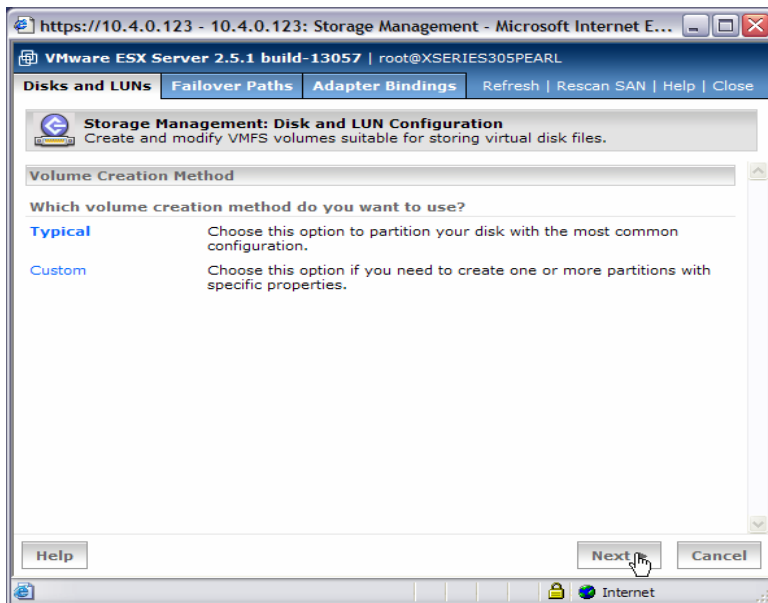 https://10.4.0.123 - 10.4.0.123: Storage Management - Microsoft Internet E...
VMware ESX Server 2.5.1 build-13057 | root@XSERIES305PEARL
Disks and LUNs Failover Paths Adapter Bindings Refresh | Rescan SAN | Help | Close
Storage Management: Disk and LUN Configuration
Create and modify VMFS volumes suitable for storing virtual disk files.
Volume Creation Method
Which volume creation method do you want to use?
Typical Choose this option to partition your disk with the most common
configuration.
Custom Choose this option if you need to create one or more partitions with
specific properties.
Help Next Cancel
Internet